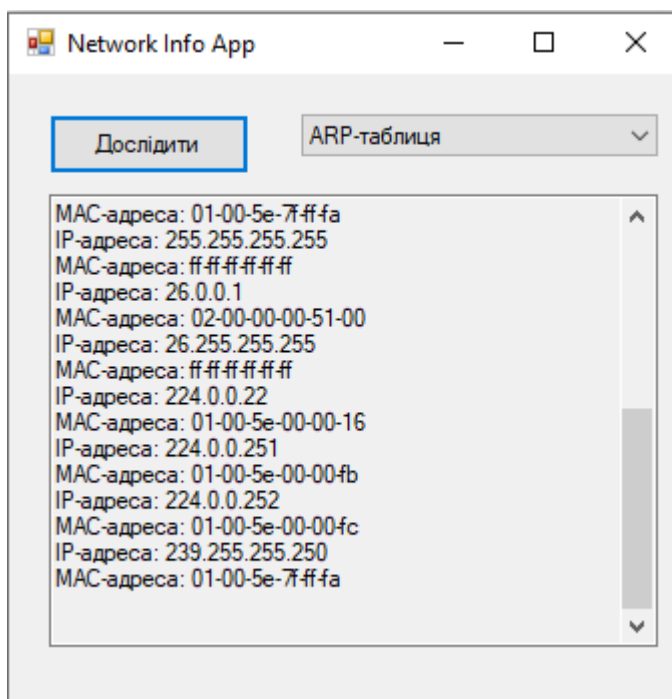 Network Info App
Дослідити
ARP-таблиця
MAC-адреса: 01-00-5e-7f-ff-fa
IP-адреса: 255.255.255.255
MAC-адреса: ff-ff-ff-ff-ff-ff
IP-адреса: 26.0.0.1
MAC-адреса: 02-00-00-00-51-00
IP-адреса: 26.255.255.255
MAC-адреса: ff-ff-ff-ff-ff-ff
IP-адреса: 224.0.0.22
MAC-адреса: 01-00-5e-00-00-16
IP-адреса: 224.0.0.251
MAC-адреса: 01-00-5e-00-00-fb
IP-адреса: 224.0.0.252
MAC-адреса: 01-00-5e-00-00-fc
IP-адреса: 239.255.255.250
MAC-адреса: 01-00-5e-7f-ff-fa